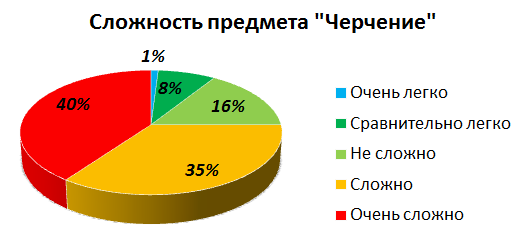 Сложность предмета "Черчение"
1%
8%
16%
35%
40%
Очень легко
Сравнительно легко
Не сложно
Сложно
Очень сложно